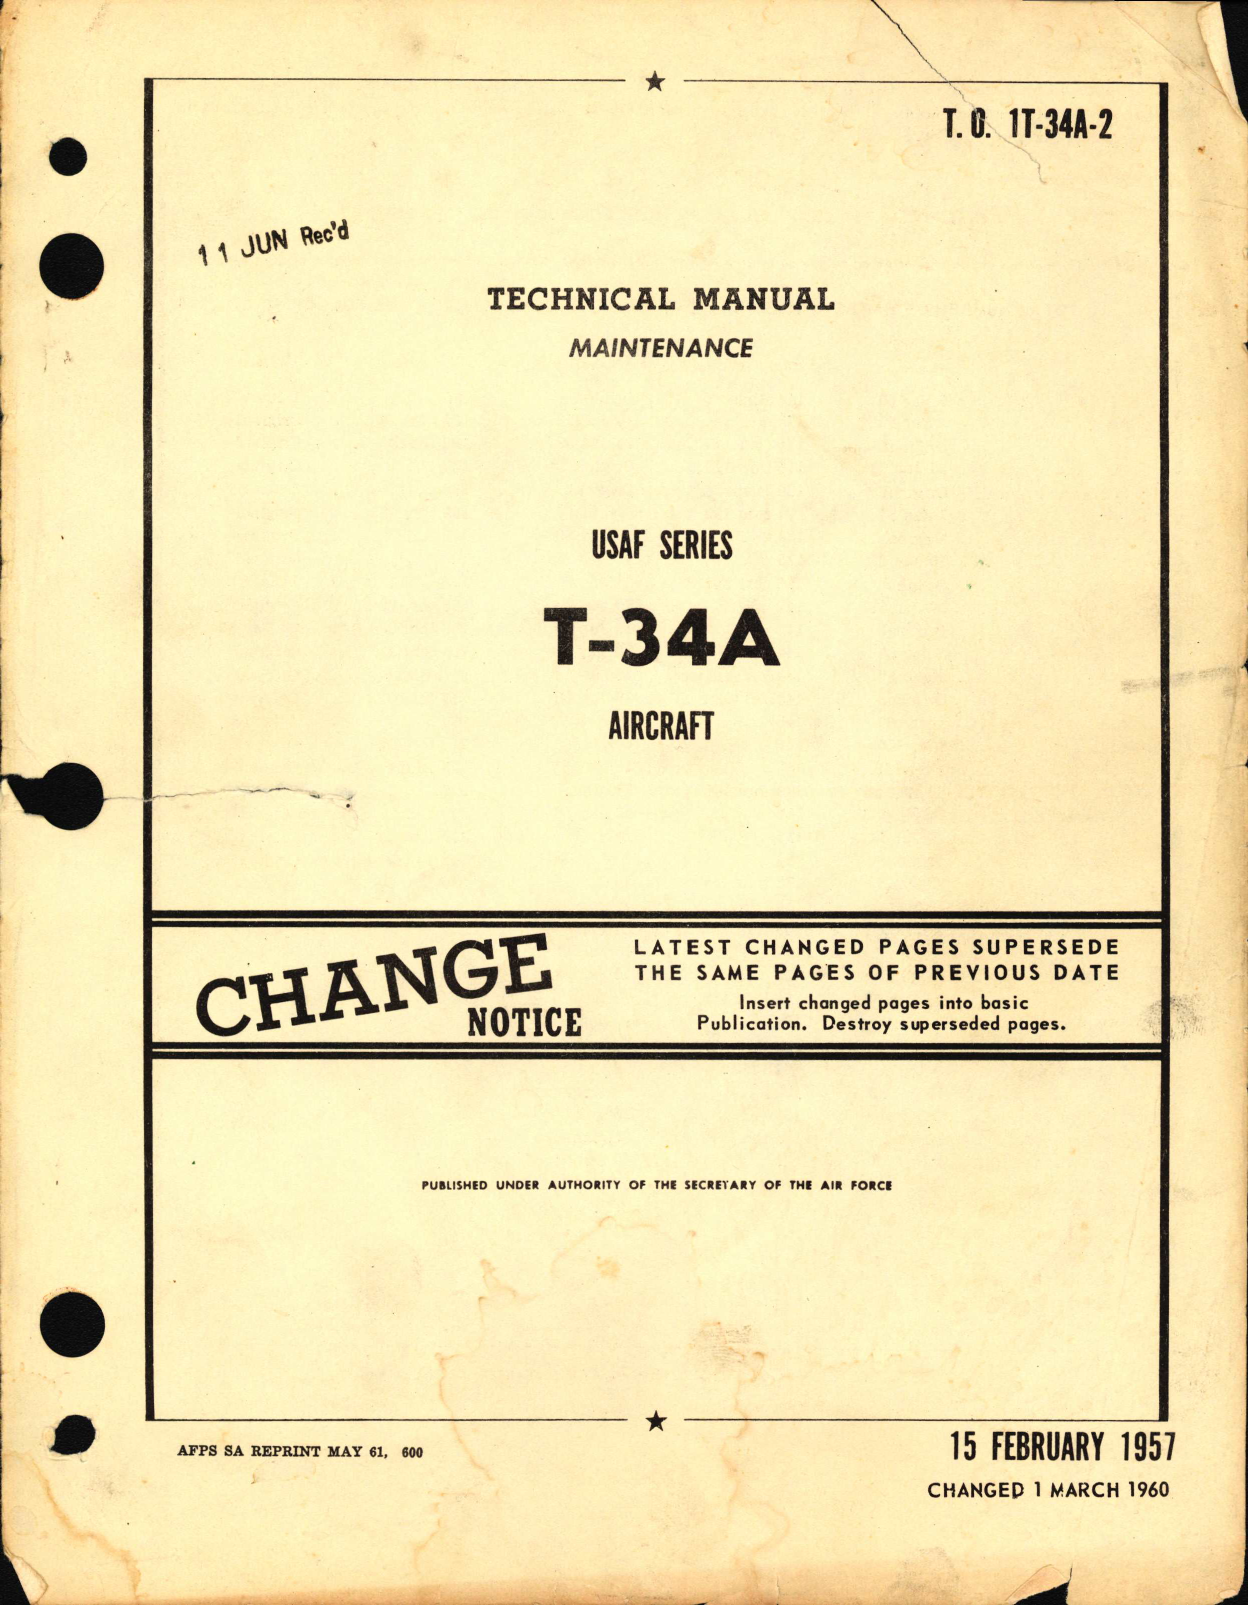 T. O. 1T-34A-2
11 JUN Rec'd
TECHNICAL MANUAL
MAINTENANCE
USAF SERIES
T-34A
AIRCRAFT
CHANGE
NOTICE
LATEST CHANGED PAGES SUPERSEDE
THE SAME PAGES OF PREVIOUS DATE
Insert changed pages into basic
Publication. Destroy superseded pages.
PUBLISHED UNDER AUTHORITY OF THE SECRETARY OF THE AIR FORCE
AFPS SA REPRINT MAY 61, 600
15 FEBRUARY 1957
CHANGED 1 MARCH 1960